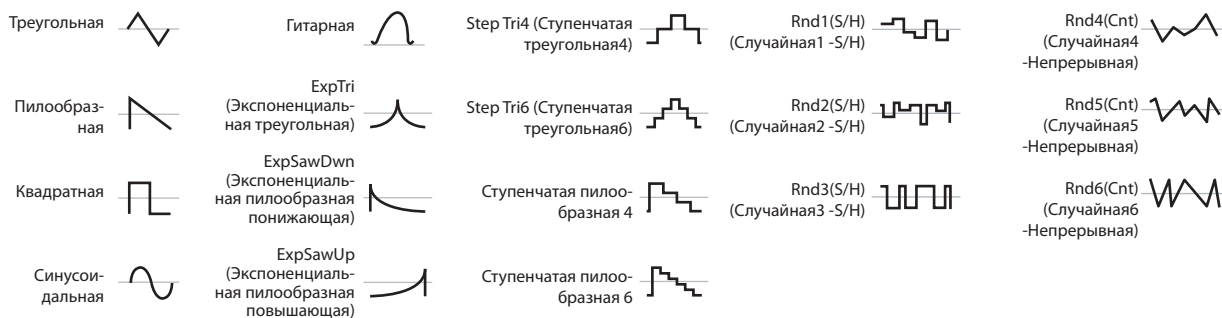 Треугольная
Пилообраз-
ная
Квадратная
Синусои-
дальная
Гитарная
ExpTri
(Экспоненциаль-
ная треугольная)
ExpSawDwn
(Экспоненциаль-
ная пилообразная
понижающая)
ExpSawUp
(Экспоненциаль-
ная пилообразная
повышающая)
Step Tri4 (Ступенчатая
треугольная4)
Step Tri6 (Ступенчатая
треугольная6)
Ступенчатая пилоо-
бразная 4
Ступенчатая пилоо-
бразная 6
Rnd1(S/H)
(Случайная1 -S/H)
Rnd2(S/H)
(Случайная2 -S/H)
Rnd3(S/H)
(Случайная3 -S/H)
Rnd4(Cnt)
(Случайная4
-Непрерывная)
Rnd5(Cnt)
(Случайная5
-Непрерывная)
Rnd6(Cnt)
(Случайная6
-Непрерывная)